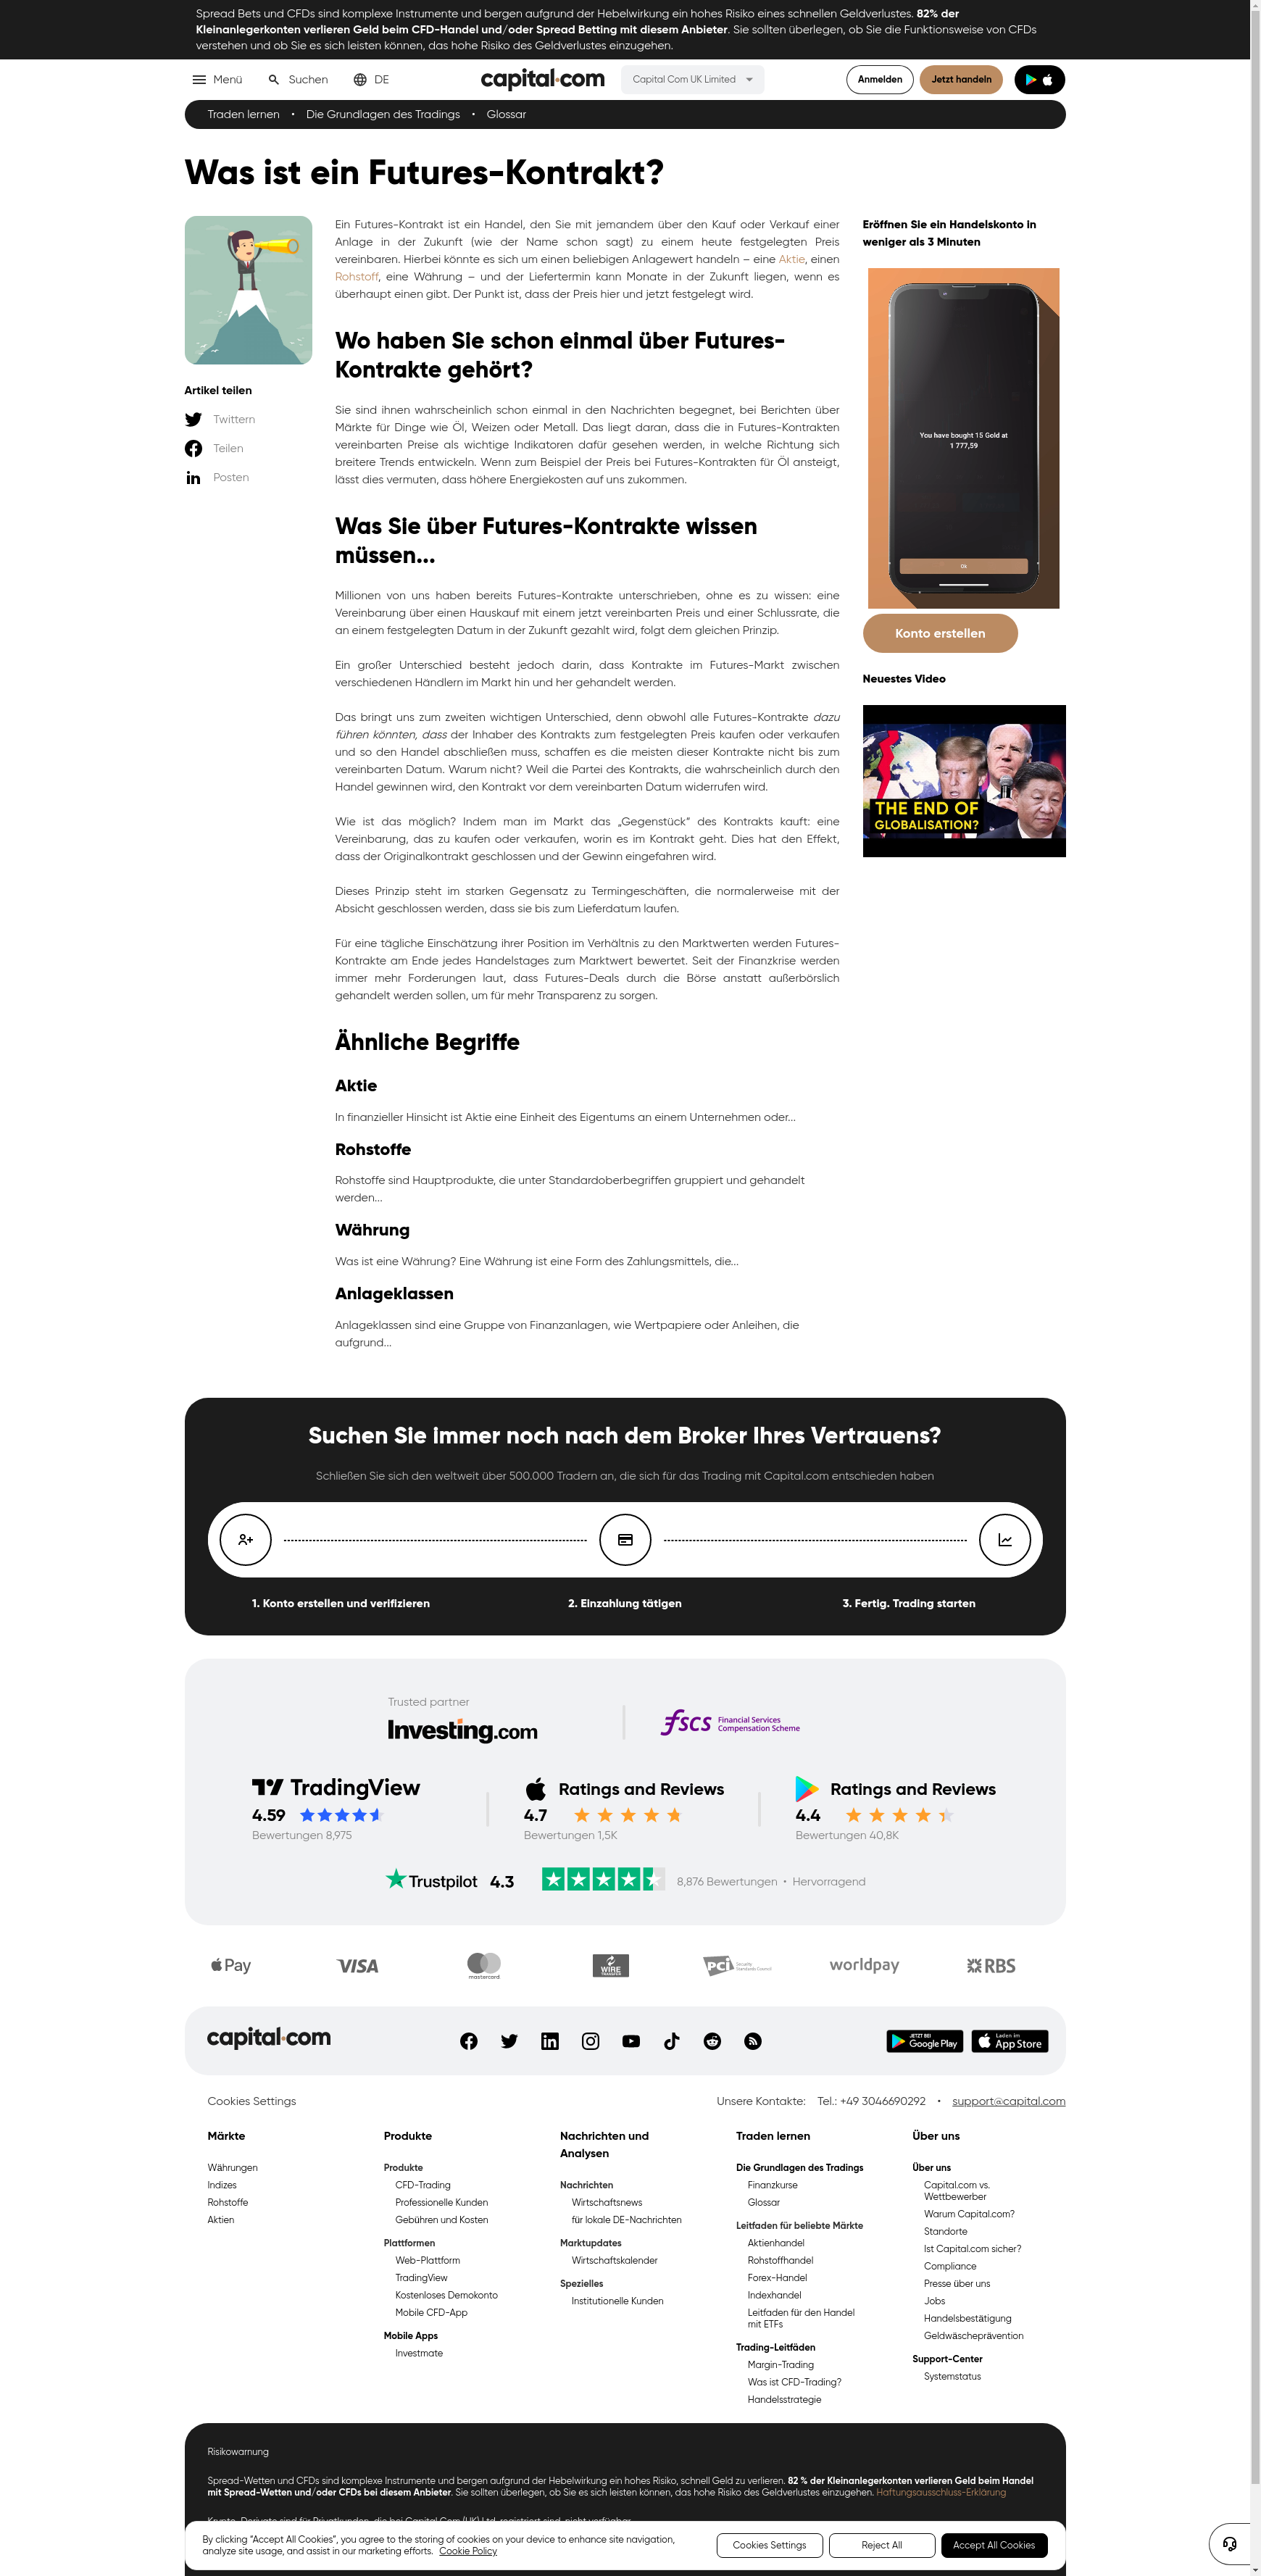 Spread Bets und CFDs sind komplexe Instrumente und bergen aufgrund der Hebelwirkung ein hohes Risiko eines schnellen Geldverlustes. 82% der
Kleinanlegerkonten verlieren Geld beim CFD-Handel und/oder Spread Betting mit diesem Anbieter. Sie sollten überlegen, ob Sie die Funktionsweise von CFDs
verstehen und ob Sie es sich leisten können, das hohe Risiko des Geldverlustes einzugehen.
Menü Suchen DE capital.com Capital Com UK Limited Anmelden Jetzt handeln
Traden lernen • Die Grundlagen des Tradings • Glossar
Was ist ein Futures-Kontrakt?
Artikel teilen
Twittern
Teilen
Posten
Ein Futures-Kontrakt ist ein Handel, den Sie mit jemandem über den Kauf oder Verkauf einer
Anlage in der Zukunft (wie der Name schon sagt) zu einem heute festgelegten Preis
vereinbaren. Hierbei könnte es sich um einen beliebigen Anlagewert handeln – eine Aktie, einen
Rohstoff, eine Währung – und der Liefertermin kann Monate in der Zukunft liegen, wenn es
überhaupt einen gibt. Der Punkt ist, dass der Preis hier und jetzt festgelegt wird.
Wo haben Sie schon einmal über Futures-
Kontrakte gehört?
Sie sind ihnen wahrscheinlich schon einmal in den Nachrichten begegnet, bei Berichten über
Märkte für Dinge wie Öl, Weizen oder Metall. Das liegt daran, dass die in Futures-Kontrakten
vereinbarten Preise als wichtige Indikatoren dafür gesehen werden, in welche Richtung sich
breitere Trends entwickeln. Wenn zum Beispiel der Preis bei Futures-Kontrakten für Öl ansteigt,
lässt dies vermuten, dass höhere Energiekosten auf uns zukommen.
Was Sie über Futures-Kontrakte wissen
müssen...
Millionen von uns haben bereits Futures-Kontrakte unterschrieben, ohne es zu wissen: eine
Vereinbarung über einen Hauskauf mit einem jetzt vereinbarten Preis und einer Schlussrate, die
an einem festgelegten Datum in der Zukunft gezahlt wird, folgt dem gleichen Prinzip.
Ein großer Unterschied besteht jedoch darin, dass Kontrakte im Futures-Markt zwischen
verschiedenen Händlern im Markt hin und her gehandelt werden.
Das bringt uns zum zweiten wichtigen Unterschied, denn obwohl alle Futures-Kontrakte dazu
führen könnten, dass der Inhaber des Kontrakts zum festgelegten Preis kaufen oder verkaufen
und so den Handel abschließen muss, schaffen es die meisten dieser Kontrakte nicht bis zum
vereinbarten Datum. Warum nicht? Weil die Partei des Kontrakts, die wahrscheinlich durch den
Handel gewinnen wird, den Kontrakt vor dem vereinbarten Datum widerrufen wird.
Wie ist das möglich? Indem man im Markt das „Gegenstück“ des Kontrakts kauft: eine
Vereinbarung, das zu kaufen oder verkaufen, worin es im Kontrakt geht. Dies hat den Effekt,
dass der Originalkontrakt geschlossen und der Gewinn eingefahren wird.
Dieses Prinzip steht im starken Gegensatz zu Termingeschäften, die normalerweise mit der
Absicht geschlossen werden, dass sie bis zum Lieferdatum laufen.
Für eine tägliche Einschätzung ihrer Position im Verhältnis zu den Marktwerten werden Futures-
Kontrakte am Ende jedes Handelstages zum Marktwert bewertet. Seit der Finanzkrise werden
immer mehr Forderungen laut, dass Futures-Deals durch die Börse anstatt außerbörslich
gehandelt werden sollen, um für mehr Transparenz zu sorgen.
Ähnliche Begriffe
Aktie
In finanzieller Hinsicht ist Aktie eine Einheit des Eigentums an einem Unternehmen oder...
Rohstoffe
Rohstoffe sind Hauptprodukte, die unter Standardoberbegriffen gruppiert und gehandelt
werden...
Währung
Was ist eine Währung? Eine Währung ist eine Form des Zahlungsmittels, die...
Anlageklassen
Anlageklassen sind eine Gruppe von Finanzanlagen, wie Wertpapiere oder Anleihen, die
aufgrund...
Eröffnen Sie ein Handelskonto in
weniger als 3 Minuten
You have bought 15 Gold at
1 777,59
Ok
Konto erstellen
Neuestes Video
THE END OF
GLOBALISATION?
Suchen Sie immer noch nach dem Broker Ihres Vertrauens?
Schließen Sie sich den weltweit über 500.000 Tradern an, die sich für das Trading mit Capital.com entschieden haben
1. Konto erstellen und verifizieren 2. Einzahlung tätigen 3. Fertig. Trading starten
Trusted partner
Investing.com
fscs Financial Services
Compensation Scheme
TradingView
4.59
Bewertungen 8,975
Ratings and Reviews
4.7
Bewertungen 1,5K
Ratings and Reviews
4.4
Bewertungen 40,8K
Trustpilot 4.3 8,876 Bewertungen • Hervorragend
Pay VISA mastercard WIRE TRANSFER PCi Security Standards Council worldpay RBS
capital.com JETZT BEI Google Play Laden im App Store
Cookies Settings Unsere Kontakte: Tel.: +49 3046690292 • support@capital.com
Märkte
Währungen
Indizes
Rohstoffe
Aktien
Produkte
Produkte
CFD-Trading
Professionelle Kunden
Gebühren und Kosten
Plattformen
Web-Plattform
TradingView
Kostenloses Demokonto
Mobile CFD-App
Mobile Apps
Investmate
Nachrichten und
Analysen
Nachrichten
Wirtschaftsnews
für lokale DE-Nachrichten
Marktupdates
Wirtschaftskalender
Spezielles
Institutionelle Kunden
Traden lernen
Die Grundlagen des Tradings
Finanzkurse
Glossar
Leitfaden für beliebte Märkte
Aktienhandel
Rohstoffhandel
Forex-Handel
Indexhandel
Leitfaden für den Handel
mit ETFs
Trading-Leitfäden
Margin-Trading
Was ist CFD-Trading?
Handelsstrategie
Über uns
Über uns
Capital.com vs.
Wettbewerber
Warum Capital.com?
Standorte
Ist Capital.com sicher?
Compliance
Presse über uns
Jobs
Handelsbestätigung
Geldwäscheprävention
Support-Center
Systemstatus
Risikowarnung
Spread-Wetten und CFDs sind komplexe Instrumente und bergen aufgrund der Hebelwirkung ein hohes Risiko, schnell Geld zu verlieren. 82 % der Kleinanlegerkonten verlieren Geld beim Handel
mit Spread-Wetten und/oder CFDs bei diesem Anbieter. Sie sollten überlegen, ob Sie es sich leisten können, das hohe Risiko des Geldverlustes einzugehen. Haftungsausschluss-Erklärung
By clicking “Accept All Cookies”, you agree to the storing of cookies on your device to enhance site navigation,
analyze site usage, and assist in our marketing efforts. Cookie Policy
Cookies Settings Reject All Accept All Cookies